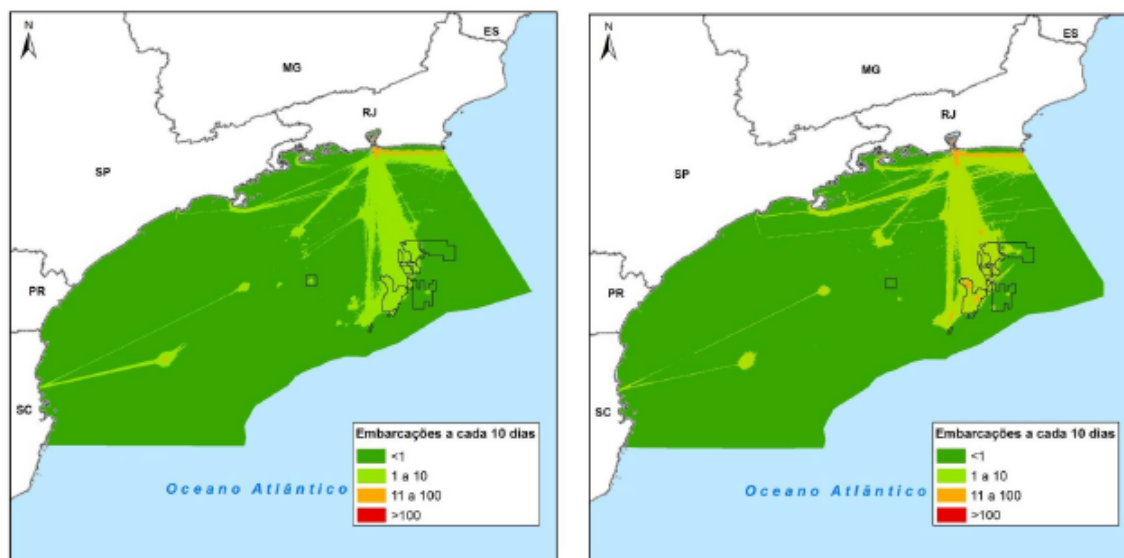 N
ES
MG
RJ
SP
PR
SC
Embarcações a cada 10 dias
<1
1 a 10
11 a 100
>100
Oceano Atlântico
N
ES
MG
RJ
SP
PR
SC
Embarcações a cada 10 dias
<1
1 a 10
11 a 100
>100
Oceano Atlântico